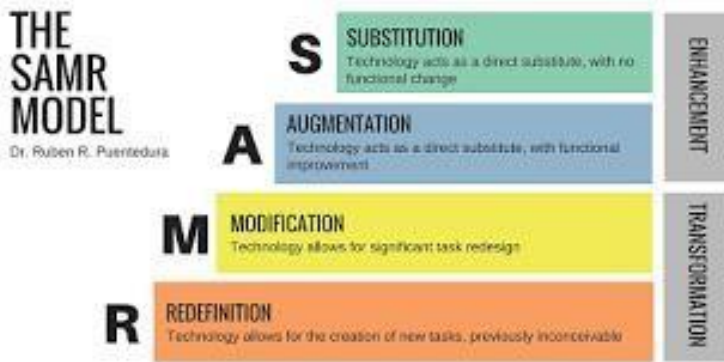 THE
SAMR
MODEL
Dr. Ruben R. Puentedura
S
SUBSTITUTION
Technology acts as a direct substitute, with no
functional change
A
AUGMENTATION
Technology acts as a direct substitute, with functional
improvement
ENHANCEMENT
M
MODIFICATION
Technology allows for significant task redesign
R
REDEFINITION
Technology allows for the creation of new tasks, previously inconceivable
TRANSFORMATION